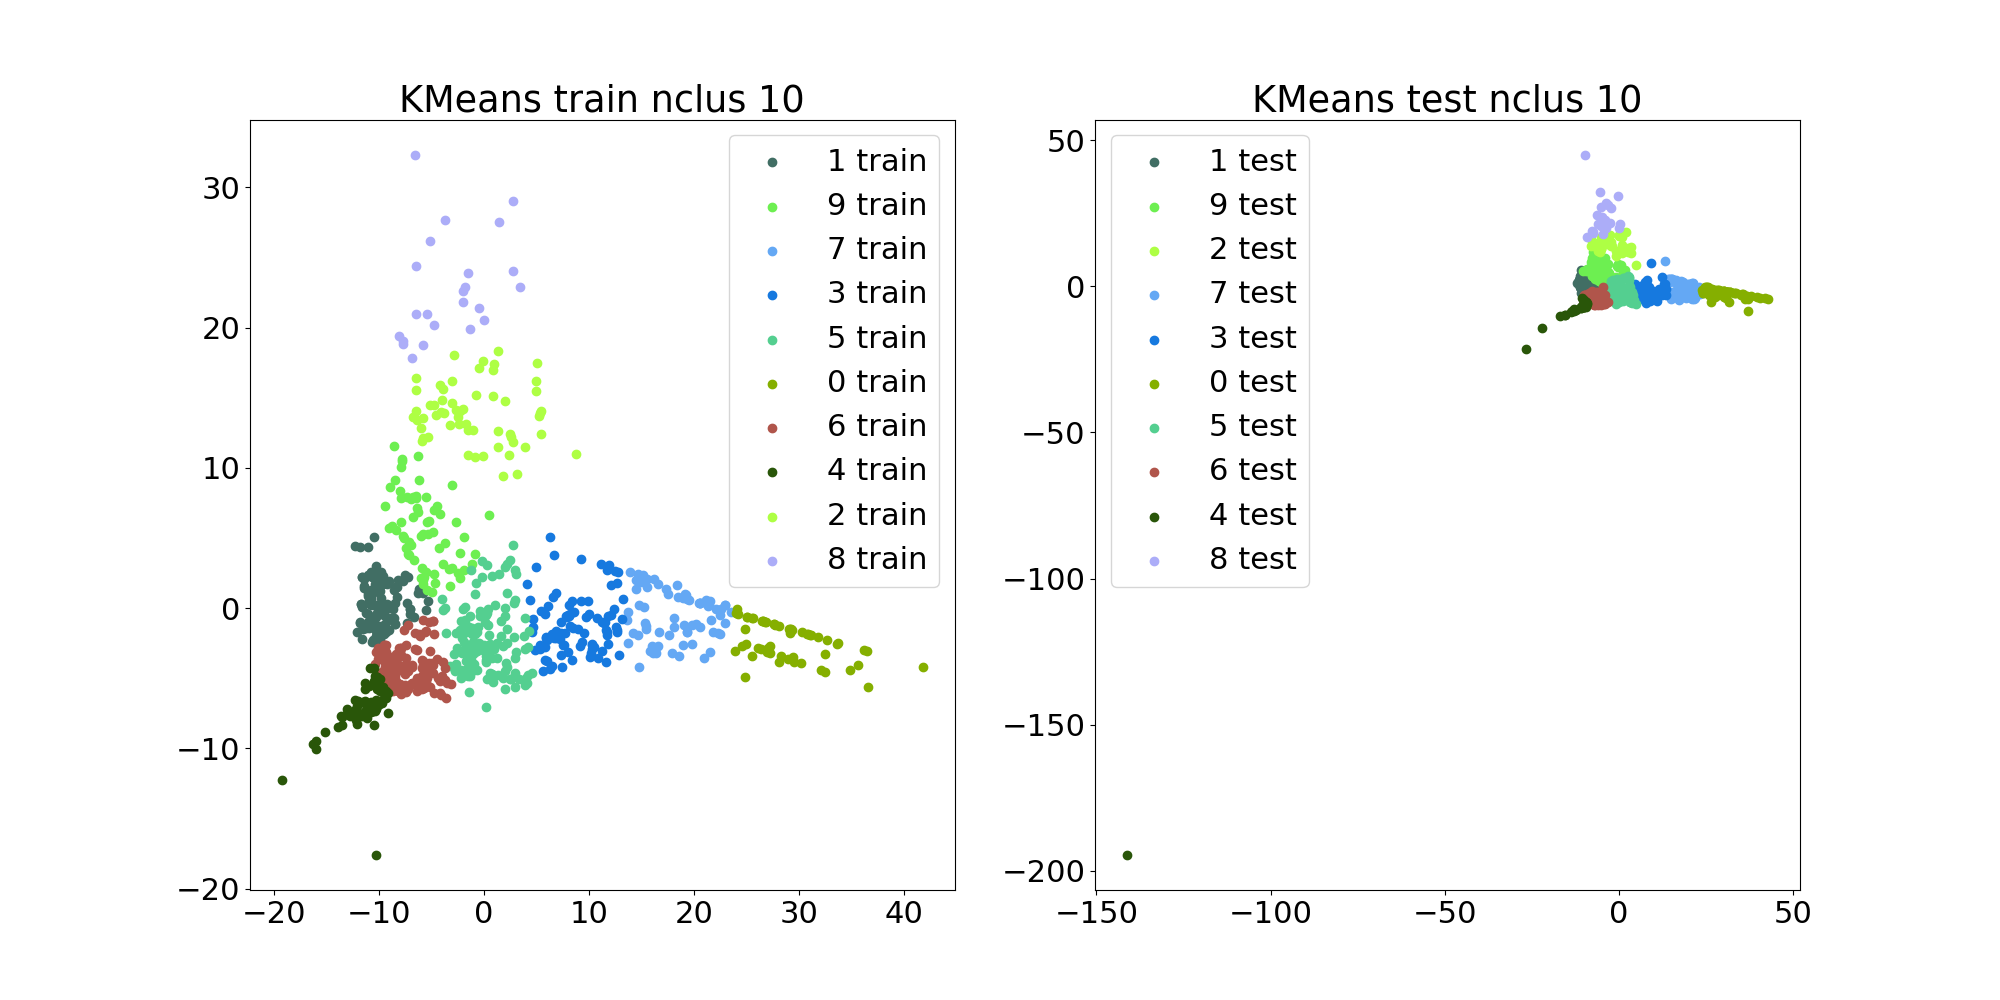 KMeans train nclus 10
30
20
10
0
−10
−20
−20
−10
0
10
20
30
40
1 train
9 train
7 train
3 train
5 train
0 train
6 train
4 train
2 train
8 train
KMeans test nclus 10
50
0
−50
−100
−150
−200
−150
−100
−50
0
50
1 test
9 test
2 test
7 test
3 test
0 test
5 test
6 test
4 test
8 test